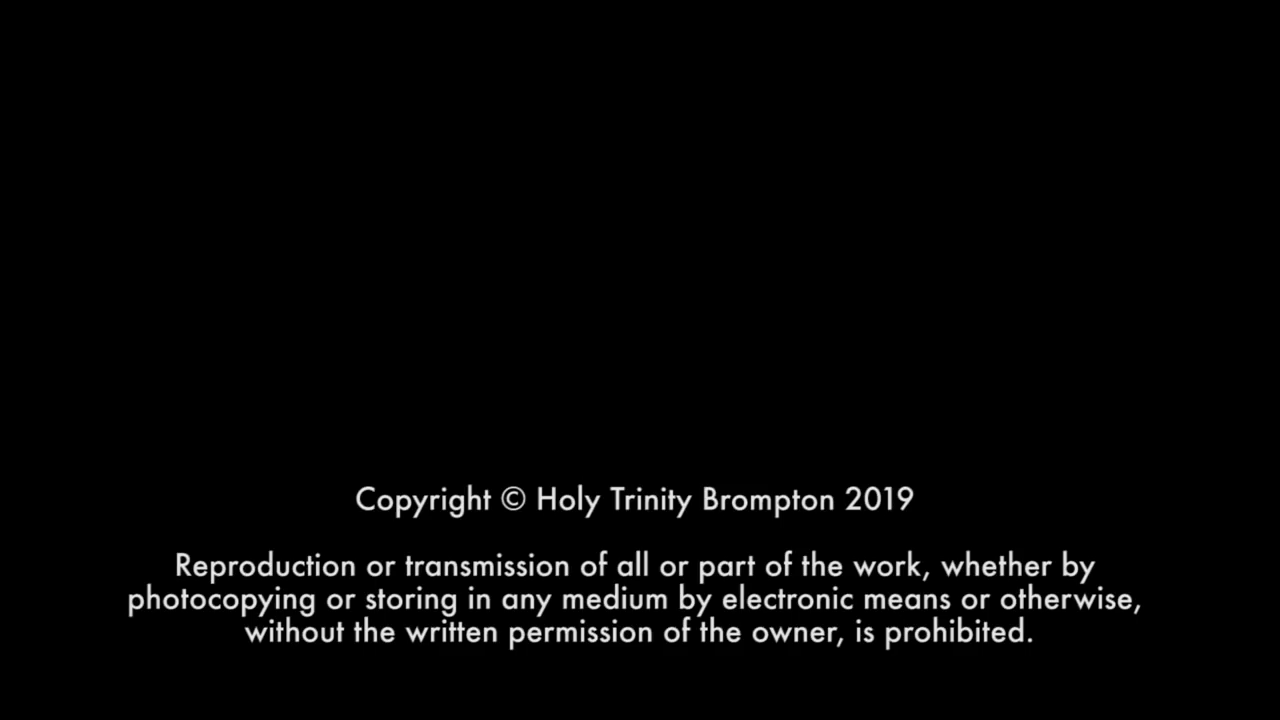 Copyright © Holy Trinity Brompton 2019
Reproduction or transmission of all or part of the work, whether by
photocopying or storing in any medium by electronic means or otherwise,
without the written permission of the owner, is prohibited.